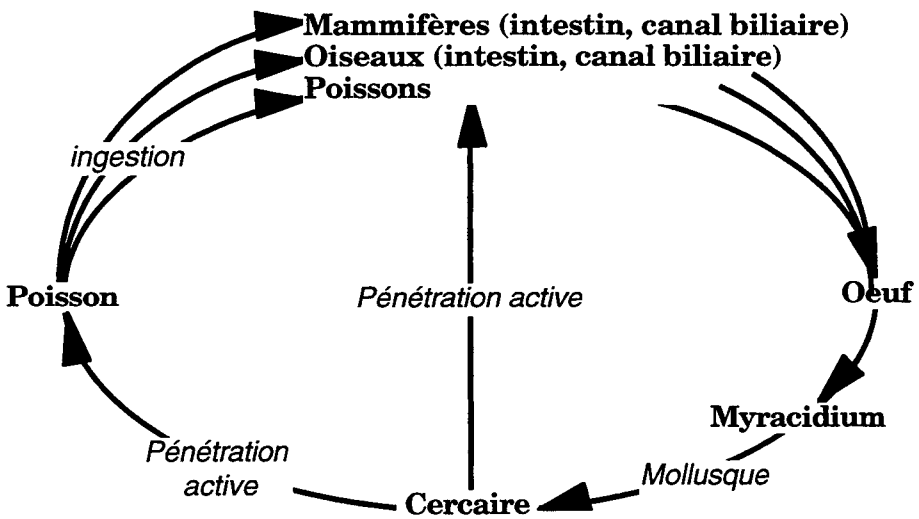 Mammifères (intestin, canal biliaire)
Oiseaux (intestin, canal biliaire)
Poissons
ingestion
Poisson
Pénétration active
Oeuf
Myracidium
Pénétration
active
Mollusque
Cercaire